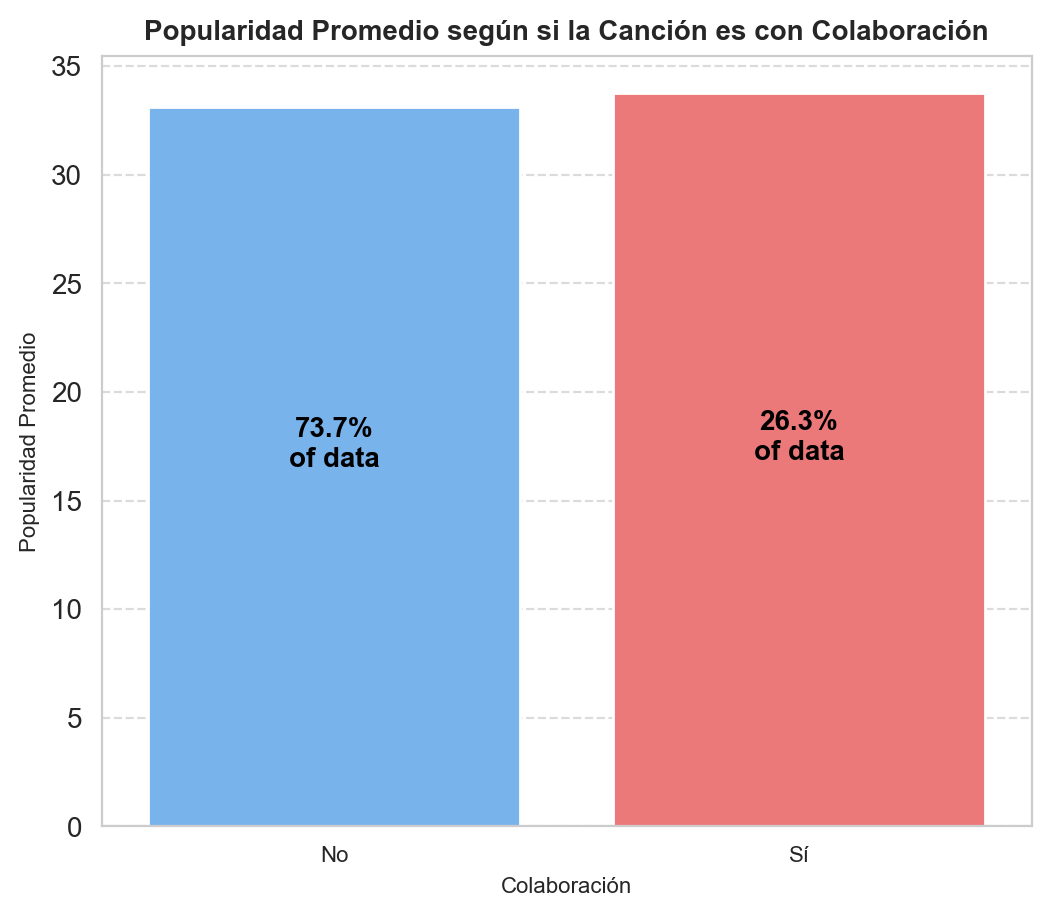 Popularidad Promedio según si la Canción es con Colaboración
Popularidad Promedio
35
30
25
20
15
10
5
0
73.7%
of data
26.3%
of data
No
Sí
Colaboración